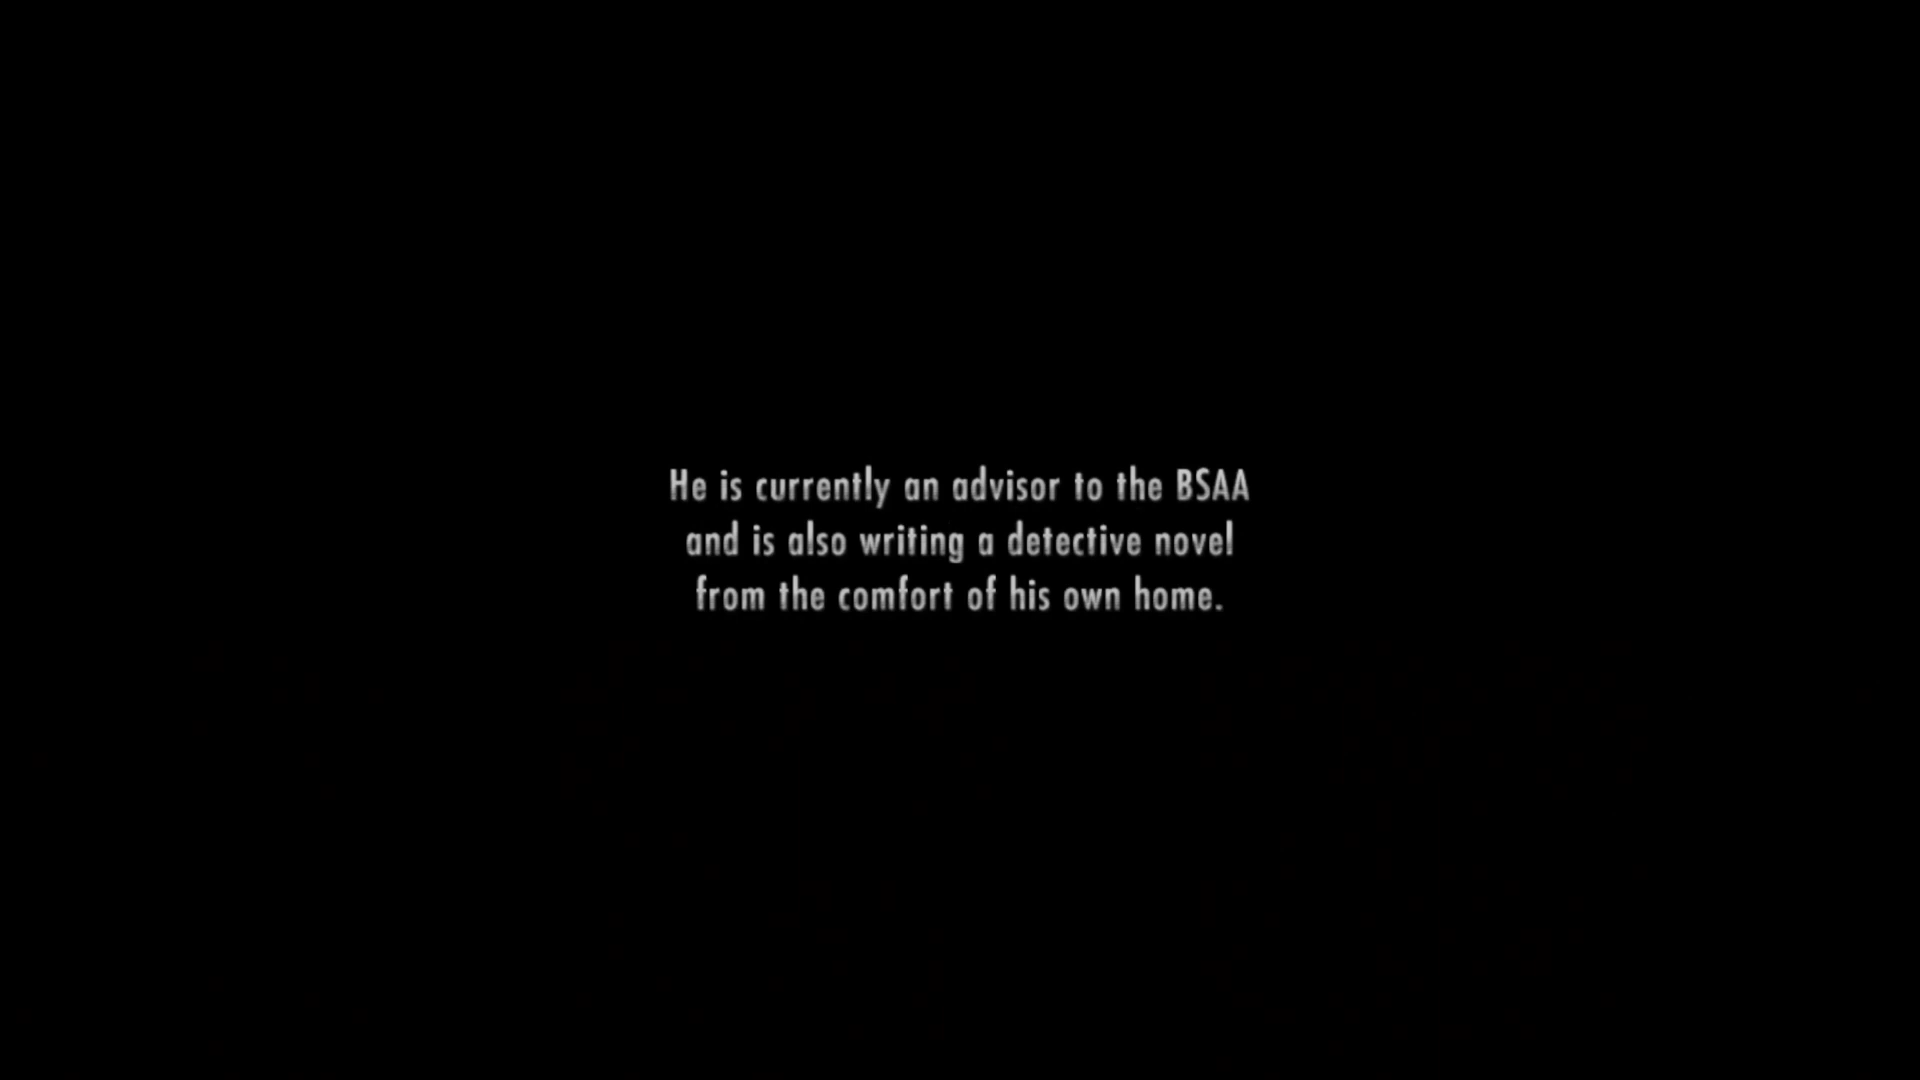 He is currently an advisor to the BSAA
and is also writing a detective novel
from the comfort of his own home.